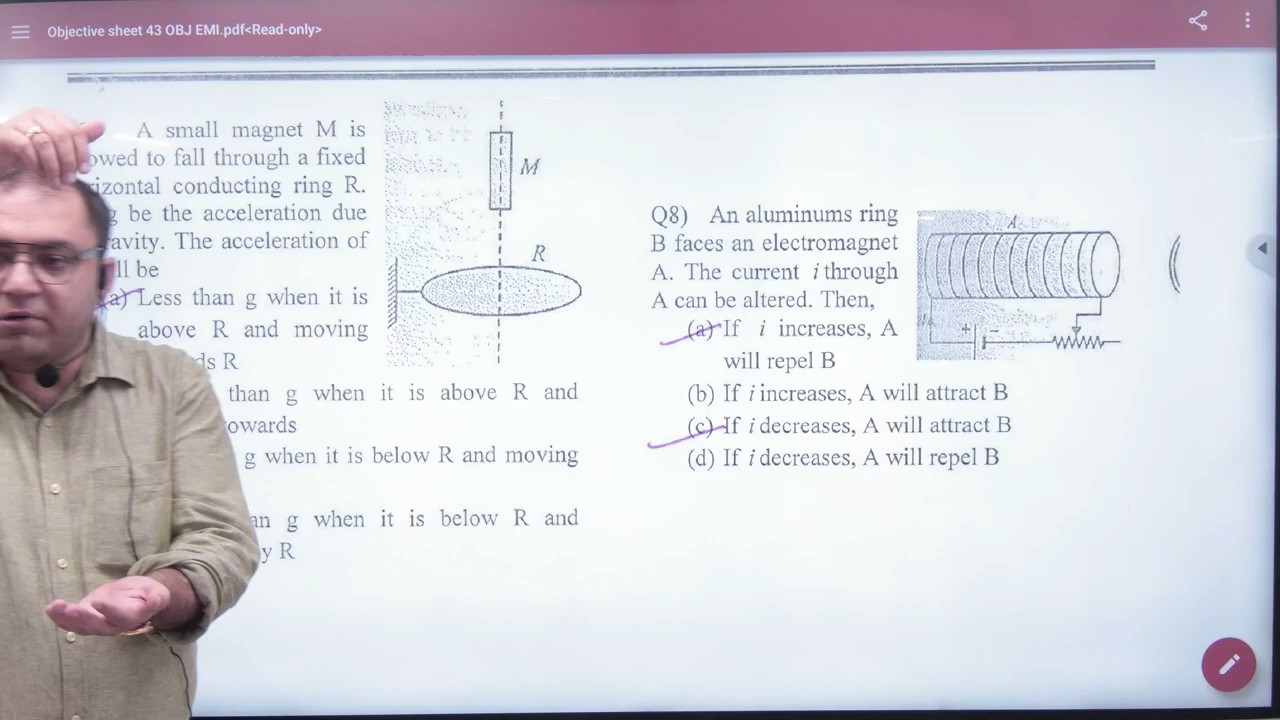 Objective sheet 43 OBJ EMI.pdf<Read-only>
A small magnet M is
owed to fall through a fixed
rizontal conducting ring R.
g be the acceleration due
avity. The acceleration of
ll be
(a) Less than g when it is
above R and moving
ds R
than g when it is above R and
owards
g when it is below R and moving
an g when it is below R and
y R
M
R
Q8) An aluminums ring
B faces an electromagnet
A. The current i through
A can be altered. Then,
(a) If i increases, A
will repel B
(b) If i increases, A will attract B
(c) If i decreases, A will attract B
(d) If i decreases, A will repel B
A
+ −